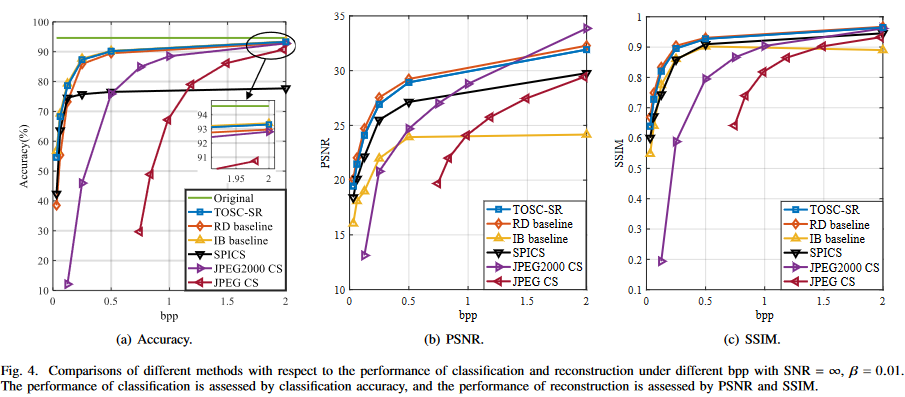 100
90
80
70
60
50
40
30
20
10
Accuracy(%)
0
0.5
1
1.5
2
bpp
94
93
92
91
1.95
2
Original
TOSC-SR
RD baseline
IB baseline
SPICS
JPEG2000 CS
JPEG CS
(a) Accuracy.
35
30
25
20
15
10
PSNR
0
0.5
1
1.5
2
bpp
TOSC-SR
RD baseline
IB baseline
SPICS
JPEG2000 CS
JPEG CS
(b) PSNR.
1
0.9
0.8
0.7
0.6
0.5
0.4
0.3
0.2
0.1
SSIM
0
0.5
1
1.5
2
bpp
TOSC-SR
RD baseline
IB baseline
SPICS
JPEG2000 CS
JPEG CS
(c) SSIM.
Fig. 4. Comparisons of different methods with respect to the performance of classification and reconstruction under different bpp with SNR = ∞, β = 0.01.
The performance of classification is assessed by classification accuracy, and the performance of reconstruction is assessed by PSNR and SSIM.